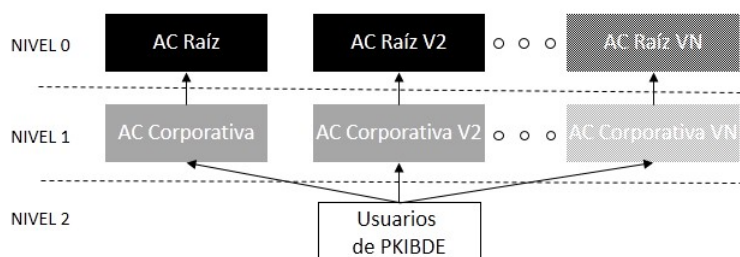 NIVEL 0
AC Raíz
AC Raíz V2
AC Raíz VN
NIVEL 1
AC Corporativa
AC Corporativa V2
AC Corporativa VN
NIVEL 2
Usuarios
de PKIBDE